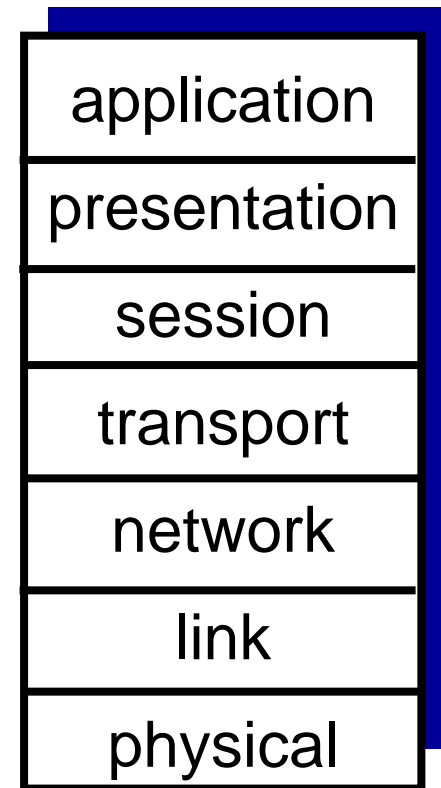 application
presentation
session
transport
network
link
physical